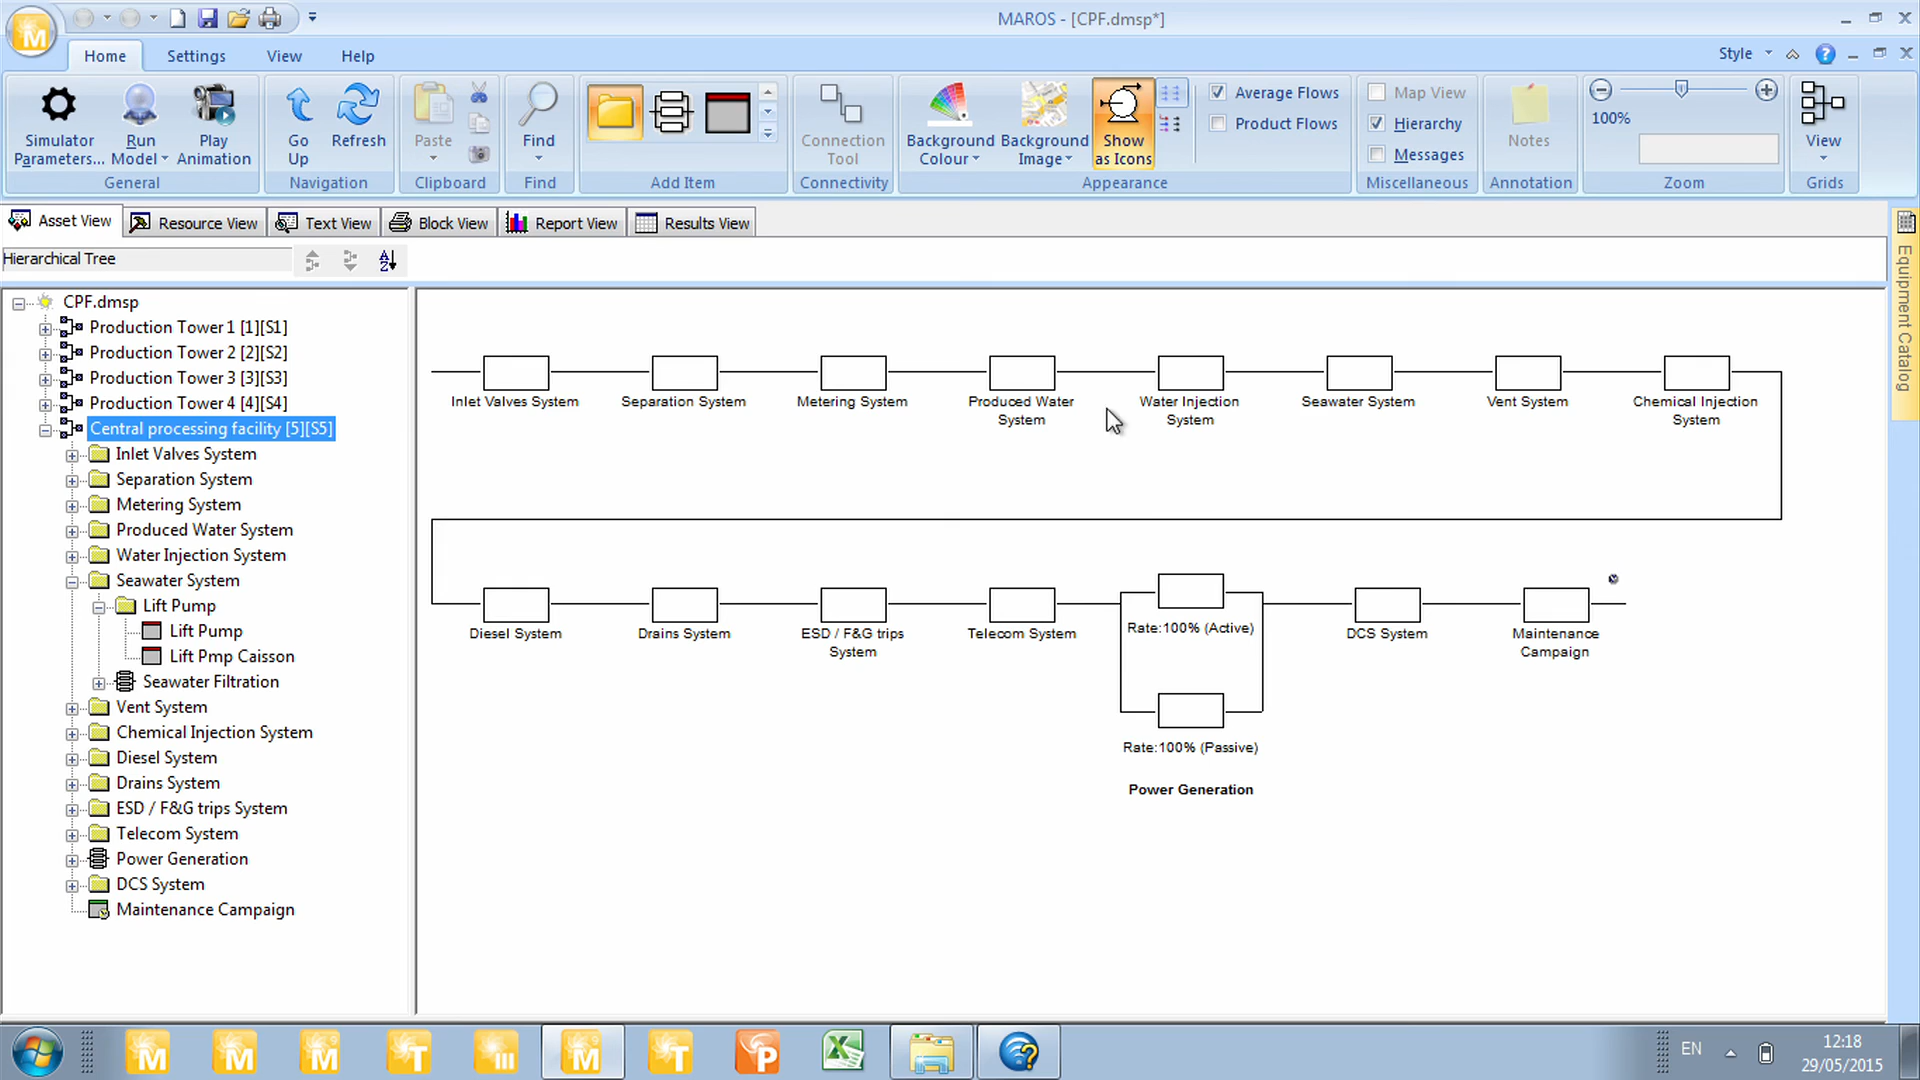 MAROS - [CPF.dmsp*]
Home Settings View Help Style
Simulator Parameters... Run Model Play Animation
Go Up Refresh
Paste
Find
Connection Tool
Background Colour Background Image Show as Icons
Average Flows
Product Flows
Map View
Hierarchy
Messages
Notes
100%
View
General Navigation Clipboard Find Add Item Connectivity Appearance Miscellaneous Annotation Zoom Grids
Asset View Resource View Text View Block View Report View Results View
Equipment Catalog
Hierarchical Tree
CPF.dmsp
Production Tower 1 [1][S1]
Production Tower 2 [2][S2]
Production Tower 3 [3][S3]
Production Tower 4 [4][S4]
Central processing facility [5][S5]
Inlet Valves System
Separation System
Metering System
Produced Water System
Water Injection System
Seawater System
Lift Pump
Lift Pump
Lift Pmp Caisson
Seawater Filtration
Vent System
Chemical Injection System
Diesel System
Drains System
ESD / F&G trips System
Telecom System
Power Generation
DCS System
Maintenance Campaign
Inlet Valves System
Separation System
Metering System
Produced Water
System
Water Injection
System
Seawater System
Vent System
Chemical Injection
System
Diesel System
Drains System
ESD / F&G trips
System
Telecom System
Rate:100% (Active)
Rate:100% (Passive)
Power Generation
DCS System
Maintenance
Campaign
EN
12:18
29/05/2015